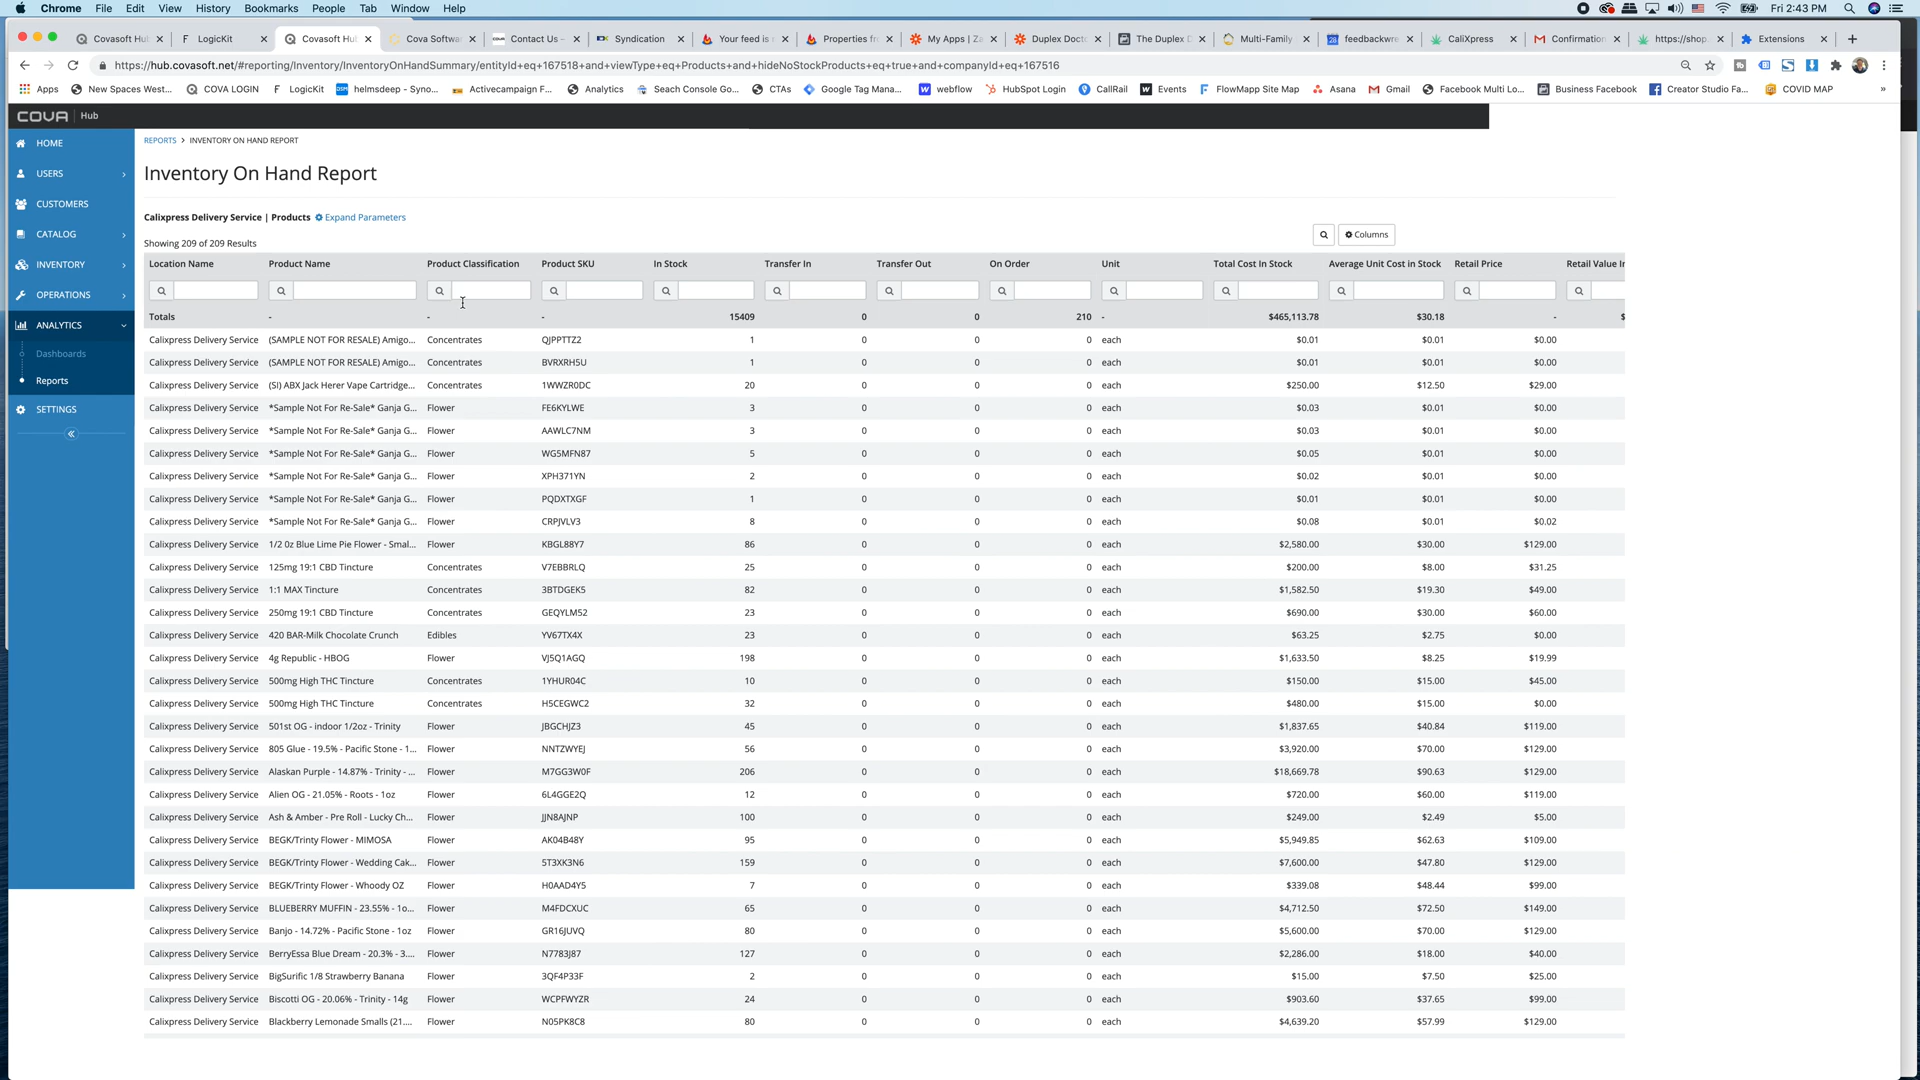 Chrome File Edit View History Bookmarks People Tab Window Help Fri 2:43 PM
Covasoft Hu LogicKit Covasoft Hu Cova Softwa Contact Us - Syndication Your feed is Properties fr My Apps | Za Duplex Doct The Duplex D Multi-Family feedbackwre CaliXpress Confirmation https://shop. Extensions
https://hub.covasoft.net/#reporting/Inventory/InventoryOnHandSummary/entityId+eq+167518+and+viewType+eq+Products+and+hideNoStockProducts+eq+true+and+companyId+eq+167516
Apps New Spaces West... COVA LOGIN LogicKit helmsdeep - Syno... Activecampaign F... Analytics Seach Console Go... CTAs Google Tag Mana... webflow HubSpot Login CallRail Events FlowMapp Site Map Asana Gmail Facebook Multi Lo... Business Facebook Creator Studio Fa... COVID MAP »
COVA Hub
HOME
USERS
CUSTOMERS
CATALOG
INVENTORY
OPERATIONS
ANALYTICS
Dashboards
Reports
SETTINGS
REPORTS > INVENTORY ON HAND REPORT
Inventory On Hand Report
Calixpress Delivery Service | Products Expand Parameters
Showing 209 of 209 Results
Columns
Location Name Product Name Product Classification Product SKU In Stock Transfer In Transfer Out On Order Unit Total Cost In Stock Average Unit Cost in Stock Retail Price Retail Value In
Totals - - - 15409 0 0 210 - $465,113.78 $30.18 - $
Calixpress Delivery Service (SAMPLE NOT FOR RESALE) Amigo... Concentrates QJPPTTZ2 1 0 0 0 each $0.01 $0.01 $0.00
Calixpress Delivery Service (SAMPLE NOT FOR RESALE) Amigo... Concentrates BVRXRH5U 1 0 0 0 each $0.01 $0.01 $0.00
Calixpress Delivery Service (SI) ABX Jack Herer Vape Cartridge... Concentrates 1WWZR0DC 20 0 0 0 each $250.00 $12.50 $29.00
Calixpress Delivery Service *Sample Not For Re-Sale* Ganja G... Flower FE6KYLWE 3 0 0 0 each $0.03 $0.01 $0.00
Calixpress Delivery Service *Sample Not For Re-Sale* Ganja G... Flower AAWLC7NM 3 0 0 0 each $0.03 $0.01 $0.00
Calixpress Delivery Service *Sample Not For Re-Sale* Ganja G... Flower WG5MFN87 5 0 0 0 each $0.05 $0.01 $0.00
Calixpress Delivery Service *Sample Not For Re-Sale* Ganja G... Flower XPH371YN 2 0 0 0 each $0.02 $0.01 $0.00
Calixpress Delivery Service *Sample Not For Re-Sale* Ganja G... Flower PQDXTXGF 1 0 0 0 each $0.01 $0.01 $0.00
Calixpress Delivery Service *Sample Not For Re-Sale* Ganja G... Flower CRPJVLV3 8 0 0 0 each $0.08 $0.01 $0.02
Calixpress Delivery Service 1/2 0z Blue Lime Pie Flower - Smal... Flower KBGL88Y7 86 0 0 0 each $2,580.00 $30.00 $129.00
Calixpress Delivery Service 125mg 19:1 CBD Tincture Concentrates V7EBBRLQ 25 0 0 0 each $200.00 $8.00 $31.25
Calixpress Delivery Service 1:1 MAX Tincture Concentrates 3BTDGEK5 82 0 0 0 each $1,582.50 $19.30 $49.00
Calixpress Delivery Service 250mg 19:1 CBD Tincture Concentrates GEQYLM52 23 0 0 0 each $690.00 $30.00 $60.00
Calixpress Delivery Service 420 BAR-Milk Chocolate Crunch Edibles YV67TX4X 23 0 0 0 each $63.25 $2.75 $0.00
Calixpress Delivery Service 4g Republic - HBOG Flower VJ5Q1AGQ 198 0 0 0 each $1,633.50 $8.25 $19.99
Calixpress Delivery Service 500mg High THC Tincture Concentrates 1YHUR04C 10 0 0 0 each $150.00 $15.00 $45.00
Calixpress Delivery Service 500mg High THC Tincture Concentrates H5CEGWC2 32 0 0 0 each $480.00 $15.00 $0.00
Calixpress Delivery Service 501st OG - indoor 1/2oz - Trinity Flower JBGCHJZ3 45 0 0 0 each $1,837.65 $40.84 $119.00
Calixpress Delivery Service 805 Glue - 19.5% - Pacific Stone - 1... Flower NNTZWYEJ 56 0 0 0 each $3,920.00 $70.00 $129.00
Calixpress Delivery Service Alaskan Purple - 14.87% - Trinity - ... Flower M7GG3W0F 206 0 0 0 each $18,669.78 $90.63 $129.00
Calixpress Delivery Service Alien OG - 21.05% - Roots - 1oz Flower 6L4GGE2Q 12 0 0 0 each $720.00 $60.00 $119.00
Calixpress Delivery Service Ash & Amber - Pre Roll - Lucky Ch... Flower JJN8AJNP 100 0 0 0 each $249.00 $2.49 $5.00
Calixpress Delivery Service BEGK/Trinty Flower - MIMOSA Flower AK04B48Y 95 0 0 0 each $5,949.85 $62.63 $109.00
Calixpress Delivery Service BEGK/Trinty Flower - Wedding Cak... Flower 5T3XK3N6 159 0 0 0 each $7,600.00 $47.80 $129.00
Calixpress Delivery Service BEGK/Trinty Flower - Whoody OZ Flower H0AAD4Y5 7 0 0 0 each $339.08 $48.44 $99.00
Calixpress Delivery Service BLUEBERRY MUFFIN - 23.55% - 1o... Flower M4FDCXUC 65 0 0 0 each $4,712.50 $72.50 $149.00
Calixpress Delivery Service Banjo - 14.72% - Pacific Stone - 1oz Flower GR16JUVQ 80 0 0 0 each $5,600.00 $70.00 $129.00
Calixpress Delivery Service BerryEssa Blue Dream - 20.3% - 3.... Flower N7783J87 127 0 0 0 each $2,286.00 $18.00 $40.00
Calixpress Delivery Service BigSurific 1/8 Strawberry Banana Flower 3QF4P33F 2 0 0 0 each $15.00 $7.50 $25.00
Calixpress Delivery Service Biscotti OG - 20.06% - Trinity - 14g Flower WCPFWYZR 24 0 0 0 each $903.60 $37.65 $99.00
Calixpress Delivery Service Blackberry Lemonade Smalls (21.... Flower N05PK8C8 80 0 0 0 each $4,639.20 $57.99 $129.00